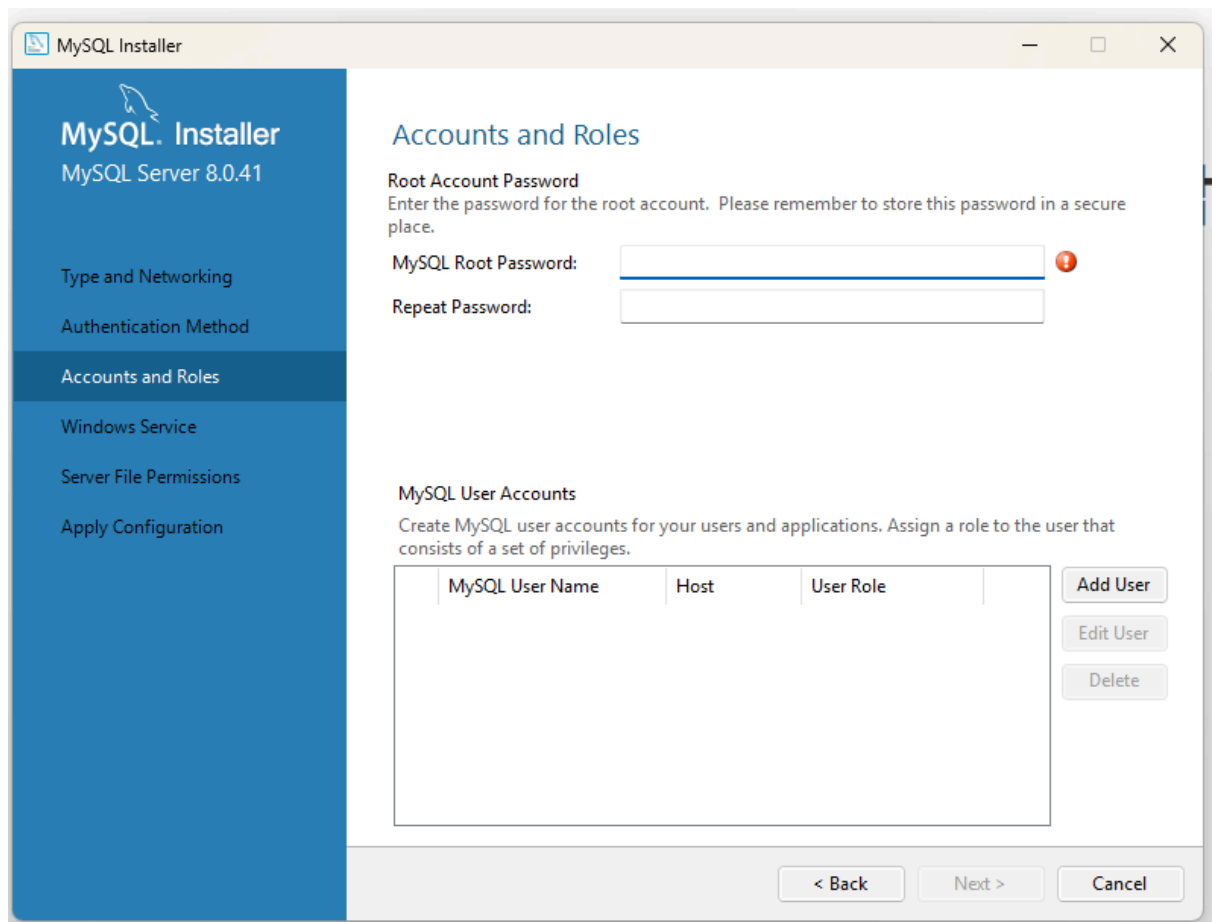 MySQL Installer
MySQL. Installer
MySQL Server 8.0.41
Type and Networking
Authentication Method
Accounts and Roles
Windows Service
Server File Permissions
Apply Configuration
Accounts and Roles
Root Account Password
Enter the password for the root account. Please remember to store this password in a secure
place.
MySQL Root Password:
Repeat Password:
MySQL User Accounts
Create MySQL user accounts for your users and applications. Assign a role to the user that
consists of a set of privileges.
MySQL User Name Host User Role
Add User
Edit User
Delete
< Back Next > Cancel